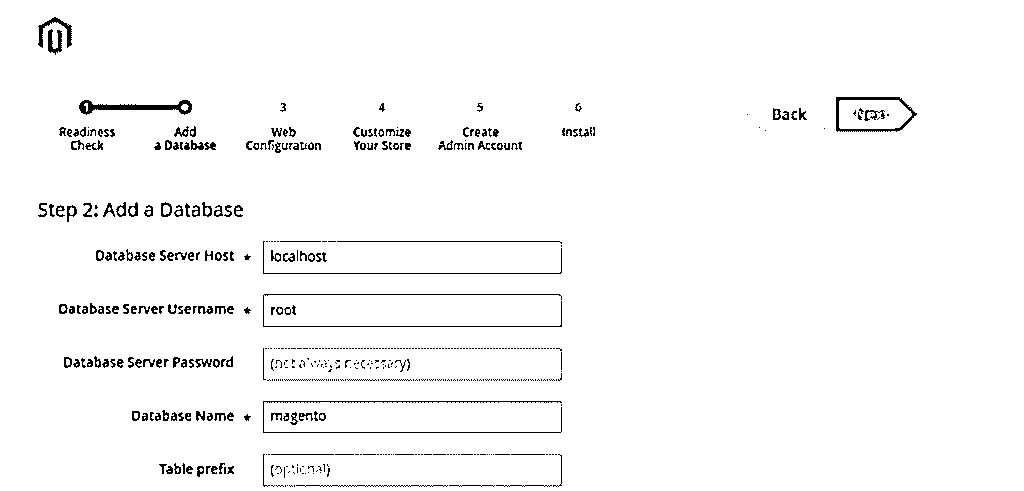 1 3 4 5 6
Readiness Check
Add a Database
Web Configuration
Customize Your Store
Create Admin Account
Install
Back
Step 2: Add a Database
Database Server Host * localhost
Database Server Username * root
Database Server Password (not always necessary)
Database Name * magento
Table prefix (optional)